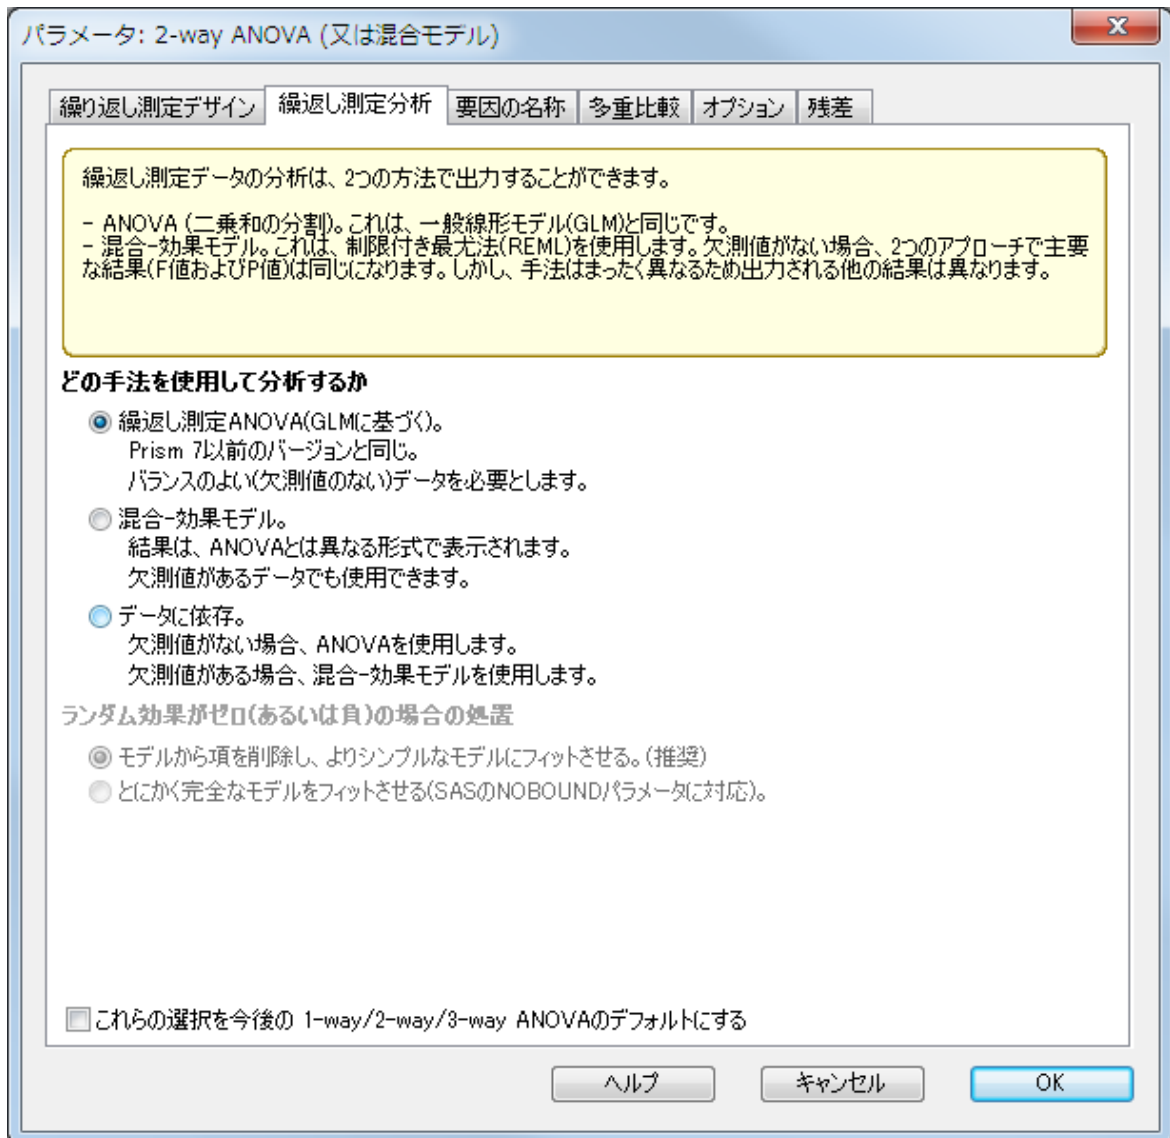 パラメータ: 2-way ANOVA (又は混合モデル)
繰り返し測定デザイン 繰返し測定分析 要因の名称 多重比較 オプション 残差
繰返し測定データの分析は、2つの方法で出力することができます。
- ANOVA (二乗和の分割)。これは、一般線形モデル(GLM)と同じです。
- 混合-効果モデル。これは、制限付き最尤法(REML)を使用します。欠測値がない場合、2つのアプローチで主要
な結果(F値およびP値)は同じになります。しかし、手法はまったく異なるため出力される他の結果は異なります。
どの手法を使用して分析するか
繰返し測定ANOVA(GLMに基づく)。
Prism 7以前のバージョンと同じ。
バランスのよい(欠測値のない)データを必要とします。
混合-効果モデル。
結果は、ANOVAとは異なる形式で表示されます。
欠測値があるデータでも使用できます。
データに依存。
欠測値がない場合、ANOVAを使用します。
欠測値がある場合、混合-効果モデルを使用します。
ランダム効果がゼロ(あるいは負)の場合の処置
モデルから項を削除し、よりシンプルなモデルにフィットさせる。(推奨)
とにかく完全なモデルをフィットさせる(SASのNOBOUNDパラメータに対応)。
これらの選択を今後の 1-way/2-way/3-way ANOVAのデフォルトにする
ヘルプ キャンセル OK